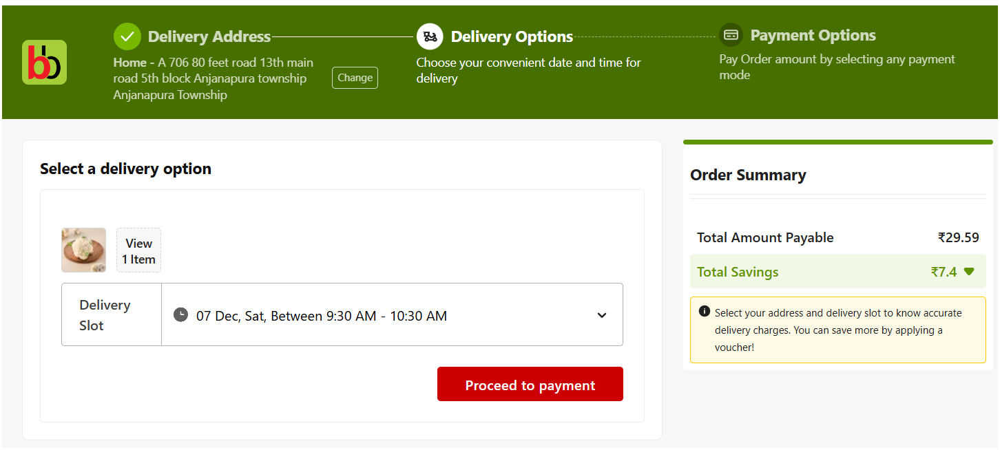 bb
Delivery Address
Home - A 706 80 feet road 13th main
road 5th block Anjanapura township
Anjanapura Township
Change
Delivery Options
Choose your convenient date and time for
delivery
Payment Options
Pay Order amount by selecting any payment
mode
Select a delivery option
View
1 Item
Delivery
Slot
07 Dec, Sat, Between 9:30 AM - 10:30 AM
Proceed to payment
Order Summary
Total Amount Payable ₹29.59
Total Savings ₹7.4
Select your address and delivery slot to know accurate
delivery charges. You can save more by applying a
voucher!